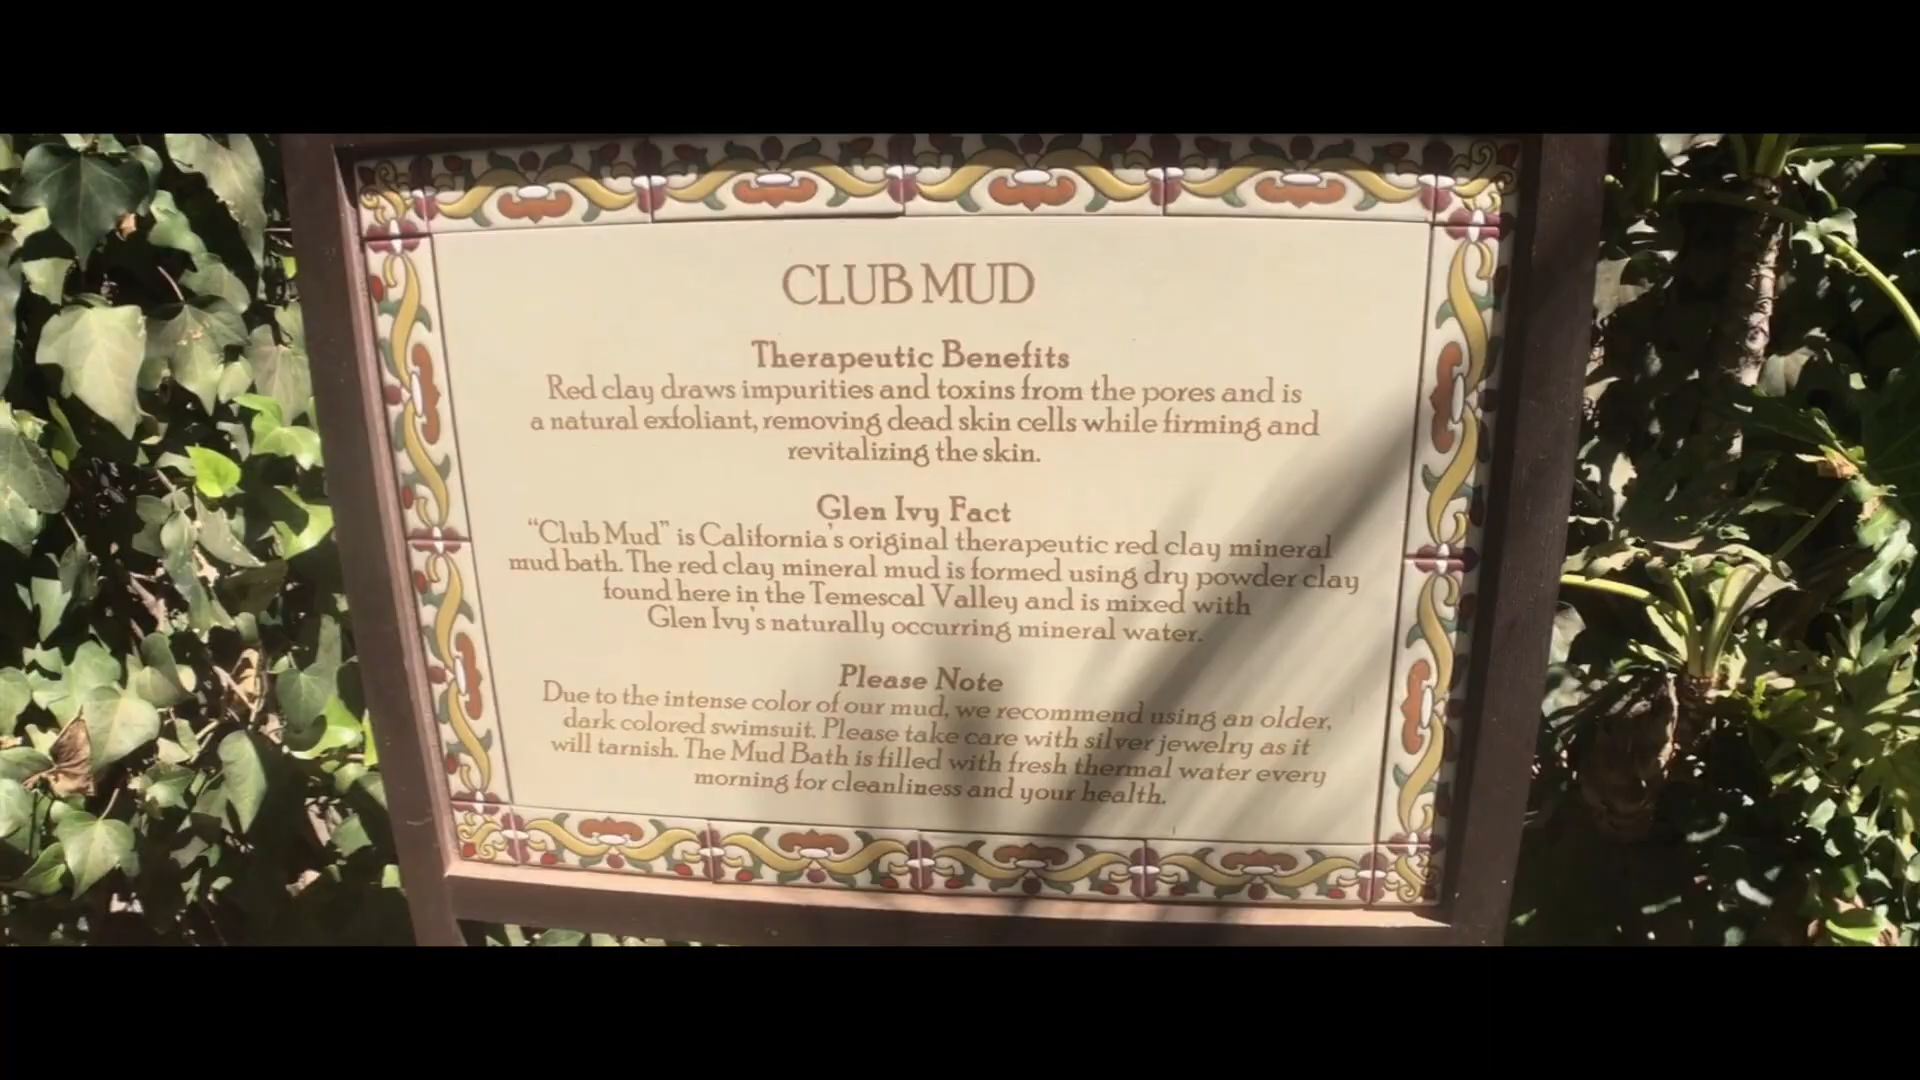 CLUB MUD
Therapeutic Benefits
Red clay draws impurities and toxins from the pores and is
a natural exfoliant, removing dead skin cells while firming and
revitalizing the skin.
Glen Ivy Fact
“Club Mud” is California's original therapeutic red clay mineral
mud bath. The red clay mineral mud is formed using dry powder clay
found here in the Temescal Valley and is mixed with
Glen Ivy's naturally occurring mineral water.
Please Note
Due to the intense color of our mud, we recommend using an older,
dark colored swimsuit. Please take care with silver jewelry as it
will tarnish. The Mud Bath is filled with fresh thermal water every
morning for cleanliness and your health.